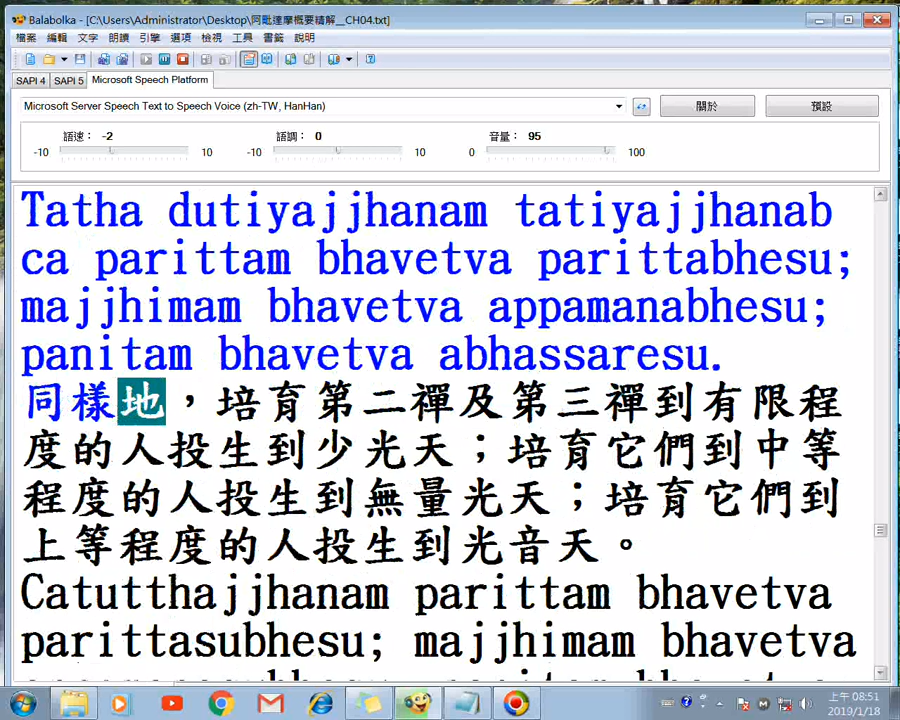 Balabolka - [C:\Users\Administrator\Desktop\阿毗達摩概要精解__CH04.txt]
檔案 編輯 文字 朗讀 引擎 選項 檢視 工具 書籤 說明
SAPI 4 SAPI 5 Microsoft Speech Platform
Microsoft Server Speech Text to Speech Voice (zh-TW, HanHan) 關於 預設
語速： -2 語調： 0 音量： 95
-10 10 -10 10 0 100
Tatha dutiyajjhanam tatiyajjhanab
ca parittam bhavetva parittabhesu;
majjhimam bhavetva appamanabhesu;
panitam bhavetva abhassaresu.
同樣地，培育第二禪及第三禪到有限程
度的人投生到少光天；培育它們到中等
程度的人投生到無量光天；培育它們到
上等程度的人投生到光音天。
Catutthajjhanam parittam bhavetva
parittasubhesu; majjhimam bhavetva
上午 08:51
2019/1/18